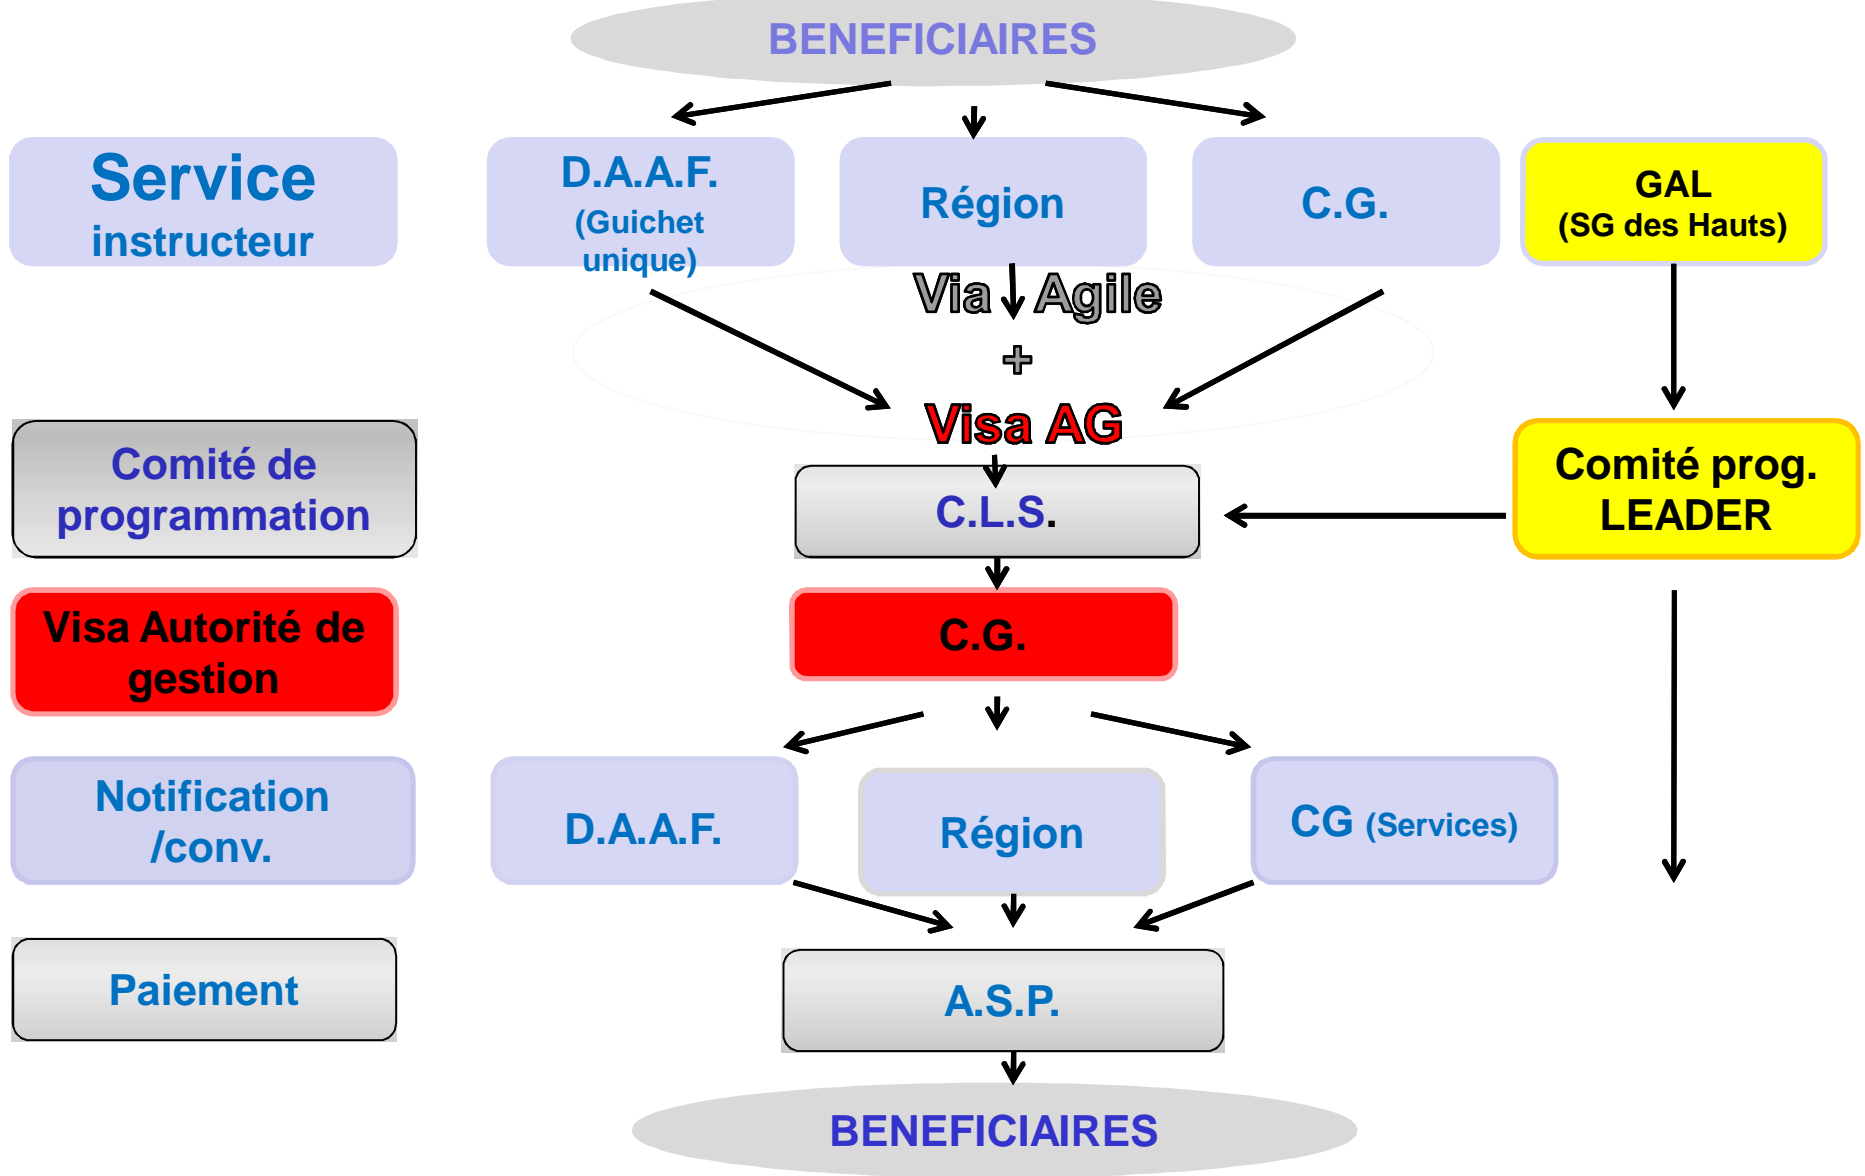 BENEFICIAIRES
Service
instructeur
D.A.A.F.
(Guichet
unique)
Région
C.G.
GAL
(SG des Hauts)
Via Agile
+
Visa AG
Comité de
programmation
C.L.S.
Comité prog.
LEADER
Visa Autorité de
gestion
C.G.
Notification
/conv.
D.A.A.F.
Région
CG (Services)
Paiement
A.S.P.
BENEFICIAIRES